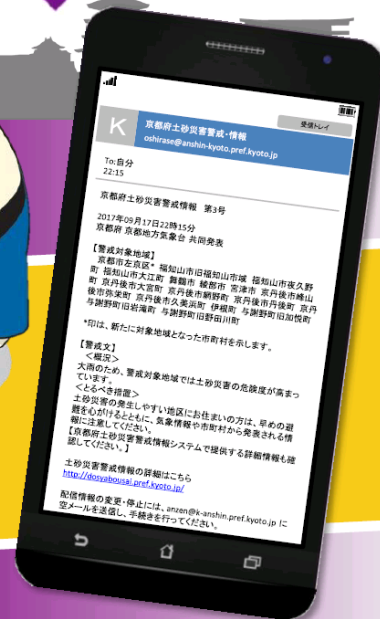 受信トレイ
K
京都府土砂災害警戒・情報
oshirase@anshin-kyoto.pref.kyoto.jp
To:自分
22:15
京都府土砂災害警戒情報 第3号
2017年09月17日22時15分
京都府 京都地方気象台 共同発表
【警戒対象地域】
京都市左京区* 福知山市旧福知山市域 福知山市夜久野
町 福知山市大江町 舞鶴市 綾部市 宮津市 京丹後市峰山
町 京丹後市大宮町 京丹後市網野町 京丹後市丹後町 京丹
後市弥栄町 京丹後市久美浜町 伊根町 与謝野町旧加悦町
与謝野町旧岩滝町 与謝野町旧野田川町
*印は、新たに対象地域となった市町村を示します。
【警戒文】
<概況>
大雨のため、警戒対象地域では土砂災害の危険度が高まっ
ています。
<とるべき措置>
土砂災害の発生しやすい地区にお住まいの方は、早めの避
難を心がけるとともに、気象情報や市町村から発表される情
報に注意してください。
【京都府土砂災害警戒情報システムで提供する詳細情報も確
認してください。】
土砂災害警戒情報の詳細はこちら
http://dosyabousai.pref.kyoto.jp/
配信情報の変更・停止には、anzen@k-anshin.pref.kyoto.jp に
空メールを送信し、手続きを行ってください。